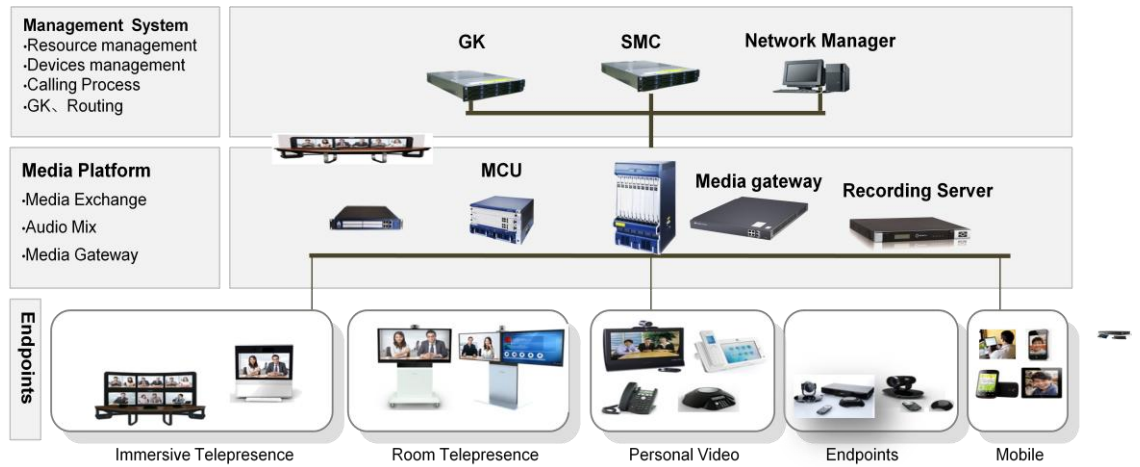 Management System
·Resource management
·Devices management
·Calling Process
·GK、Routing
GK
SMC
Network Manager
Media Platform
·Media Exchange
·Audio Mix
·Media Gateway
MCU
Media gateway
Recording Server
Endpoints
Immersive Telepresence
Room Telepresence
Personal Video
Endpoints
Mobile